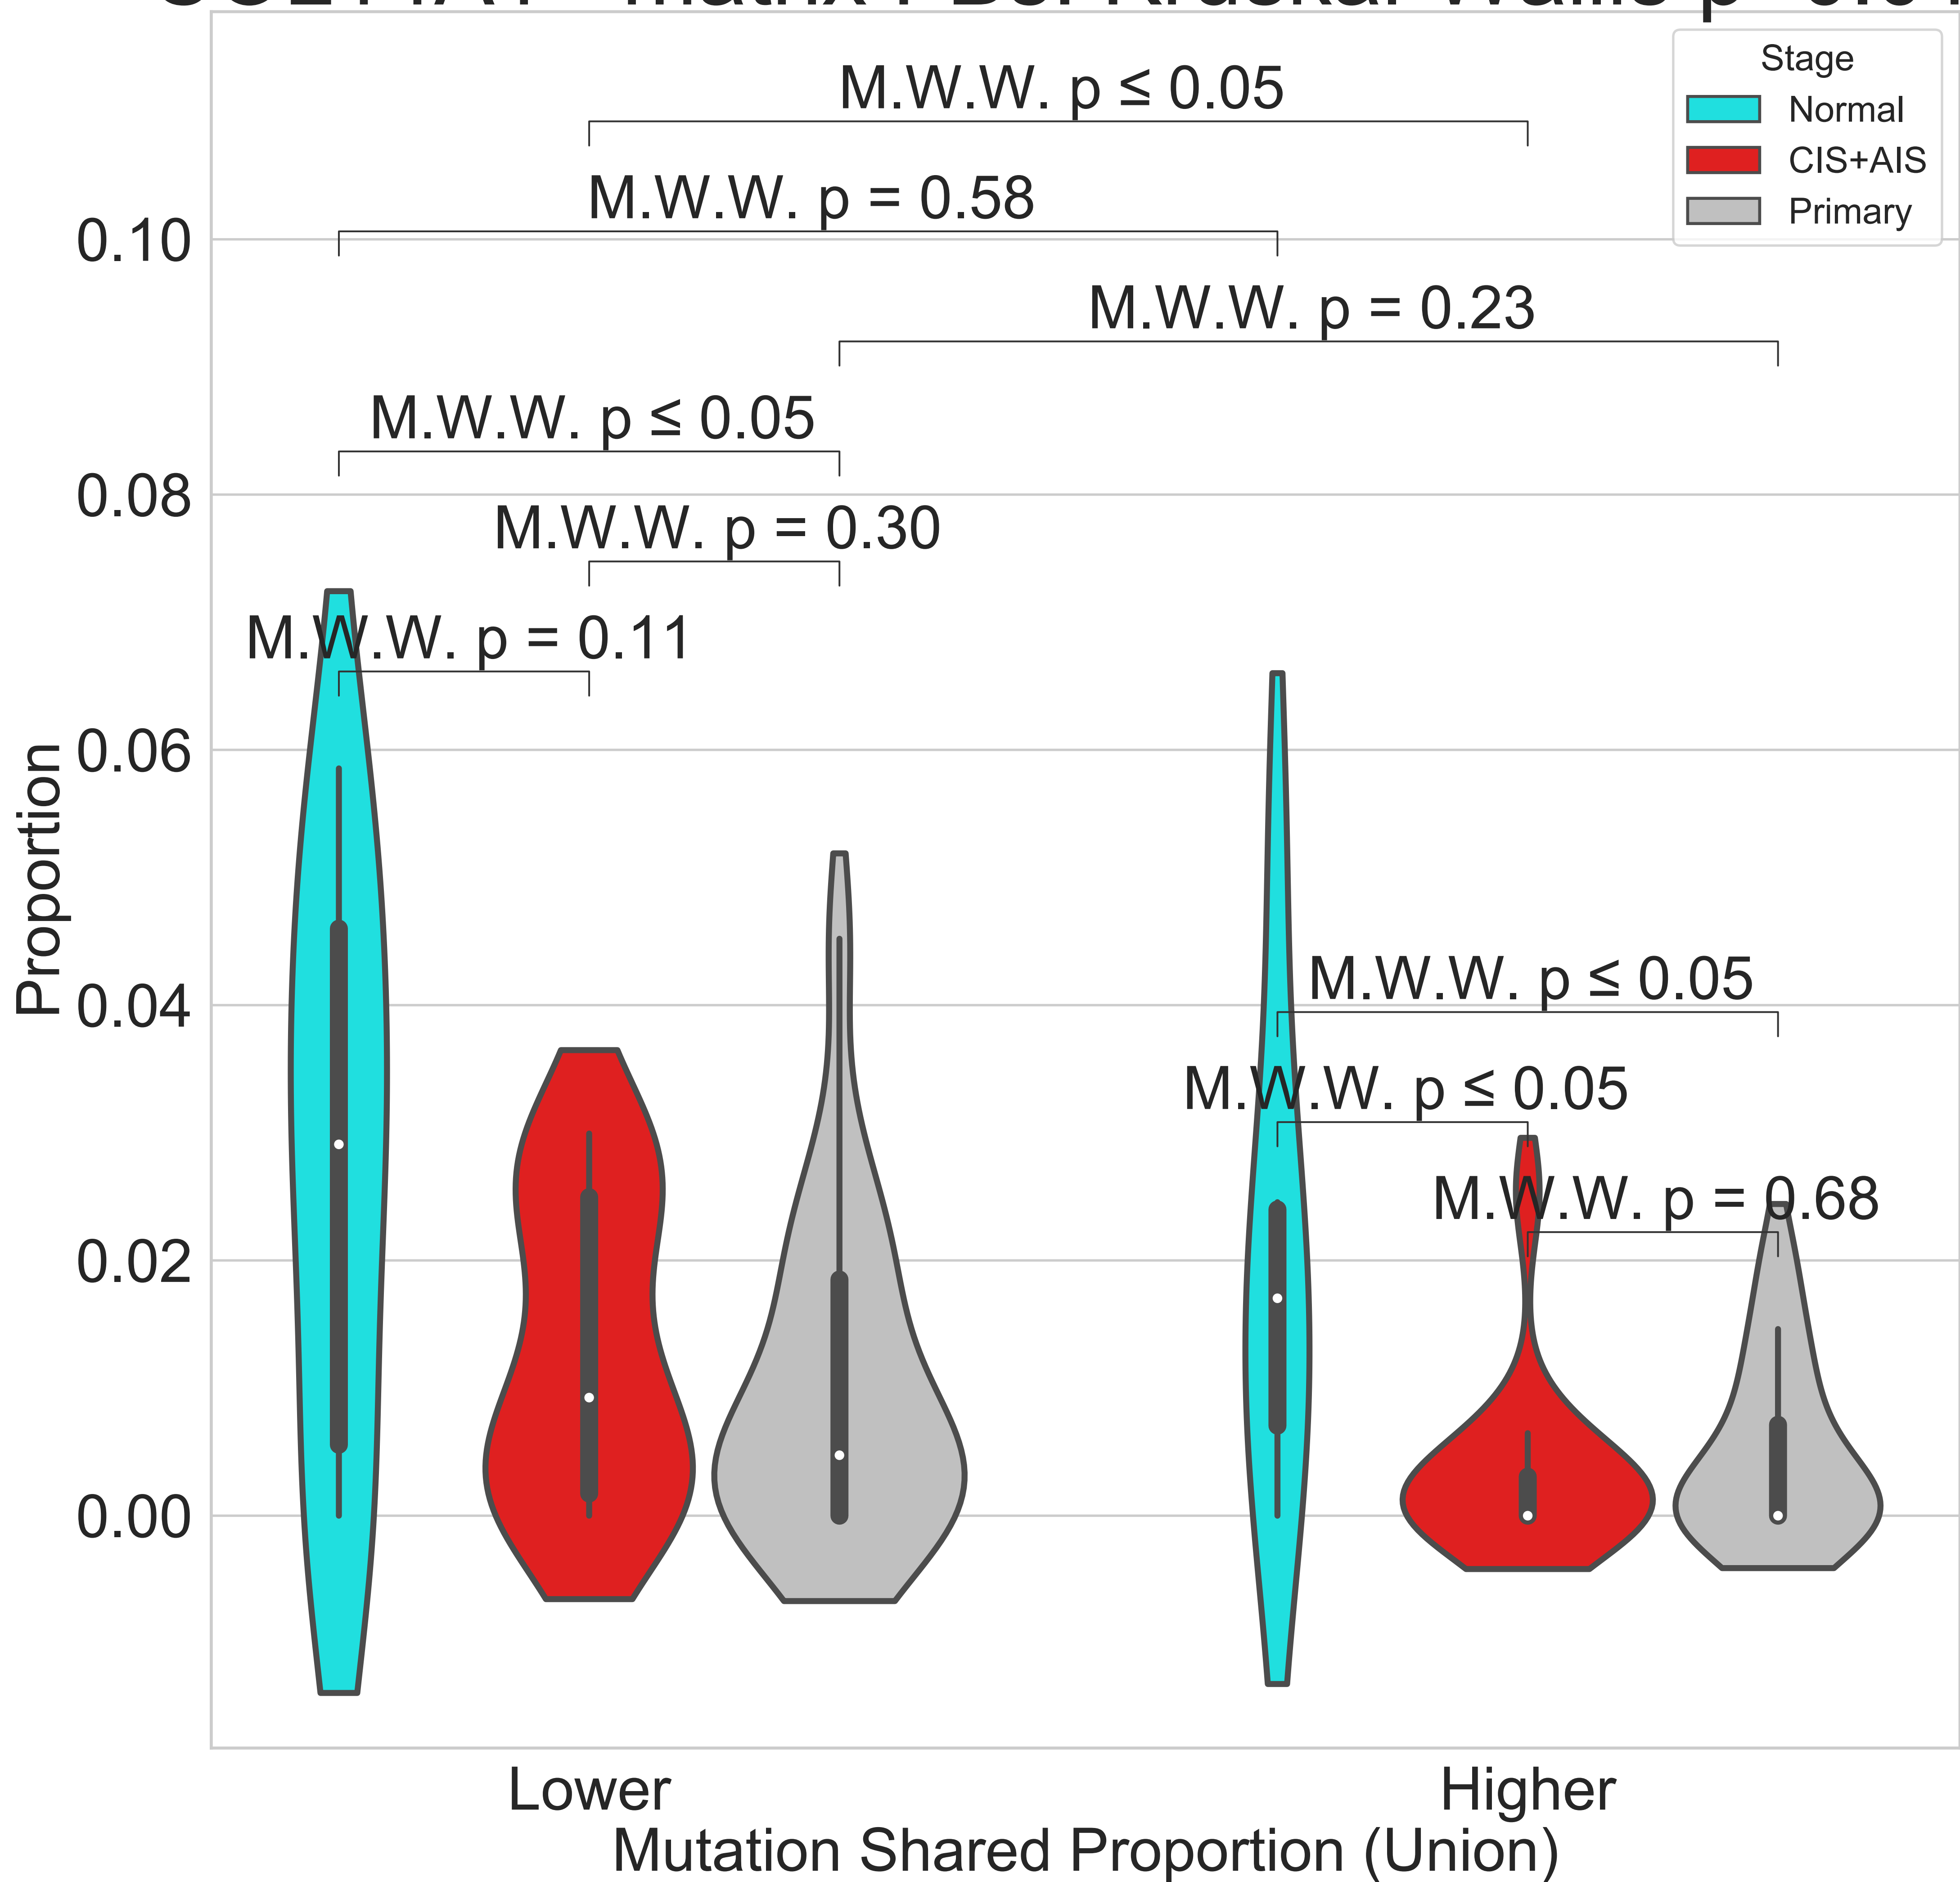 Stage
Normal
CIS+AIS
Primary
M.W.W. p ≤ 0.05
M.W.W. p = 0.58
M.W.W. p = 0.23
M.W.W. p ≤ 0.05
M.W.W. p = 0.30
M.W.W. p = 0.11
M.W.W. p ≤ 0.05
M.W.W. p ≤ 0.05
M.W.W. p = 0.68
0.10
0.08
0.06
0.04
0.02
0.00
Proportion
Lower
Higher
Mutation Shared Proportion (Union)